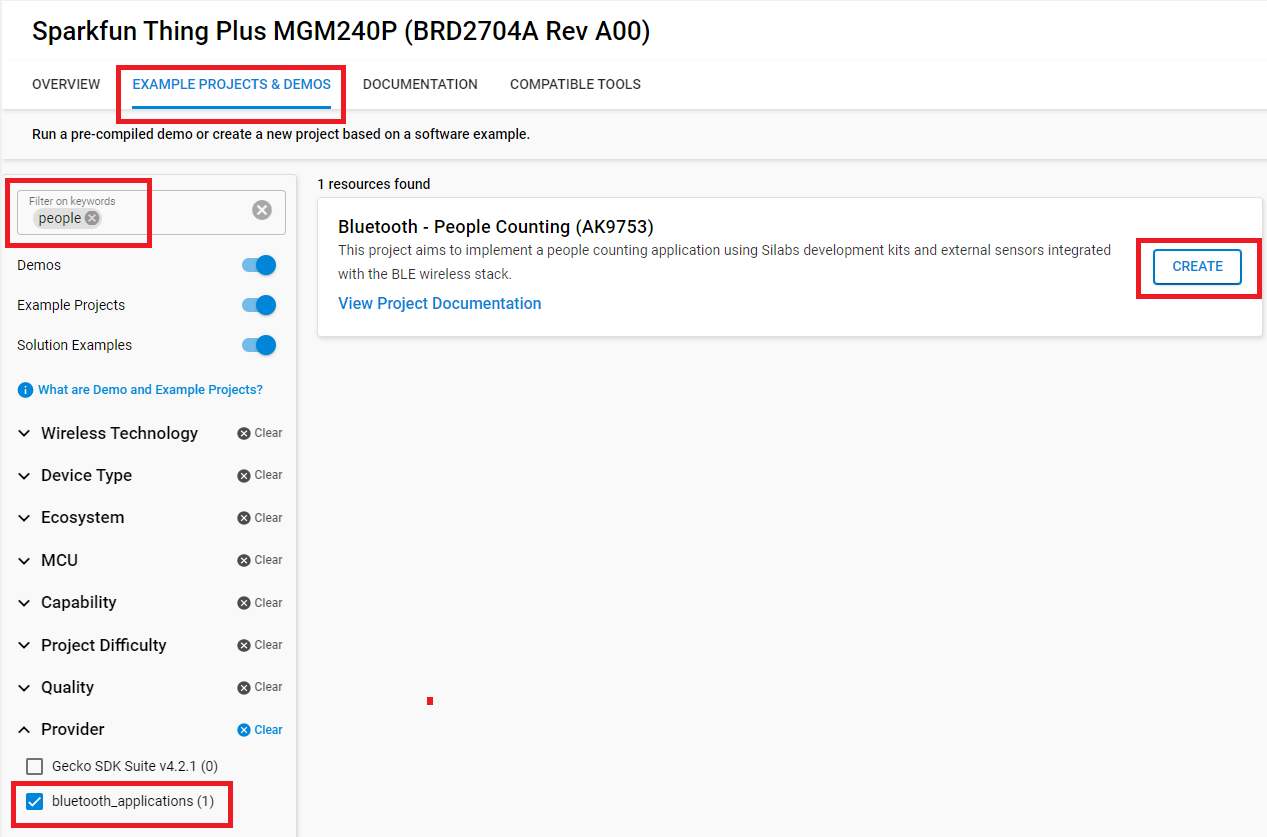 Sparkfun Thing Plus MGM240P (BRD2704A Rev A00)
OVERVIEW EXAMPLE PROJECTS & DEMOS DOCUMENTATION COMPATIBLE TOOLS
Run a pre-compiled demo or create a new project based on a software example.
Filter on keywords
people
Demos
Example Projects
Solution Examples
What are Demo and Example Projects?
Wireless Technology Clear
Device Type Clear
Ecosystem Clear
MCU Clear
Capability Clear
Project Difficulty Clear
Quality Clear
Provider Clear
Gecko SDK Suite v4.2.1 (0)
bluetooth_applications (1)
1 resources found
Bluetooth - People Counting (AK9753)
This project aims to implement a people counting application using Silabs development kits and external sensors integrated
with the BLE wireless stack.
View Project Documentation
CREATE